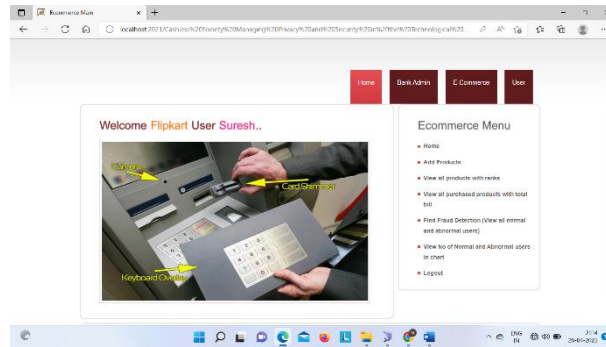 Ecommerce Man
localhost:2021/Cashless%20Society%20Managing%20Privacy%20and%20Security%20in%20the%20Technological%20...
Home
Bank Admin
E-Commerce
User
Welcome Flipkart User Suresh..
Camera
Card Skimmer
Keyboard Overlay
Ecommerce Menu
Home
Add Products
View all products with ranks
View all purchased products with total
bill
Find Fraud Detection (View all normal
and abnormal users)
View No of Normal and Abnormal users
in chart
Logout
ENG
IN